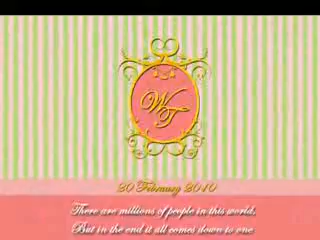 WT
20 February 2010
There are millions of people in this world,
But in the end it all comes down to one